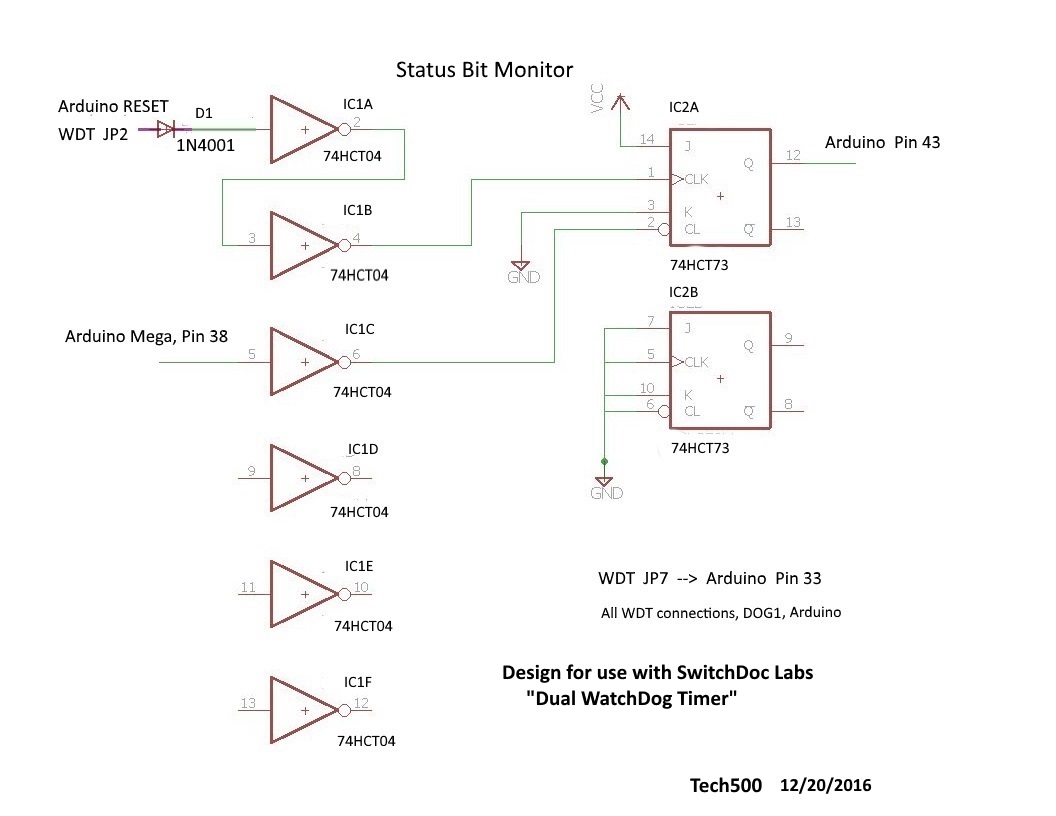 Status Bit Monitor
Arduino RESET
WDT JP2
D1
1N4001
IC1A
2
74HCT04
VCC
IC2A
14
J
1
CLK
3
K
2
CL
Q
12
Q
13
Arduino Pin 43
74HCT73
GND
IC1B
3
4
74HCT04
Arduino Mega, Pin 38
IC1C
5
6
74HCT04
IC2B
7
J
5
CLK
10
K
6
CL
Q
9
Q
8
74HCT73
GND
IC1D
9
8
74HCT04
IC1E
11
10
74HCT04
IC1F
13
12
74HCT04
WDT JP7 --> Arduino Pin 33
All WDT connections, DOG1, Arduino
Design for use with SwitchDoc Labs
"Dual WatchDog Timer"
Tech500 12/20/2016